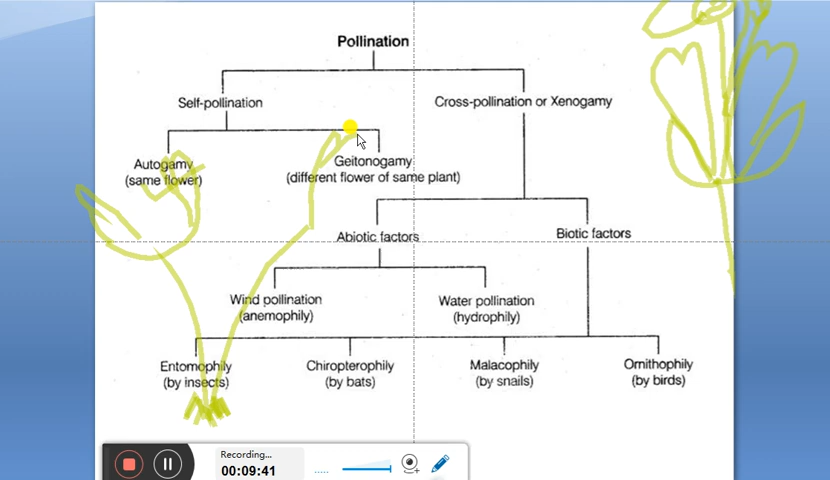 Pollination
Self-pollination
Cross-pollination or Xenogamy
Autogamy
(same flower)
Geitonogamy
(different flower of same plant)
Abiotic factors
Biotic factors
Wind pollination
(anemophily)
Water pollination
(hydrophily)
Entomophily
(by insects)
Chiropterophily
(by bats)
Malacophily
(by snails)
Ornithophily
(by birds)
Recording...
00:09:41